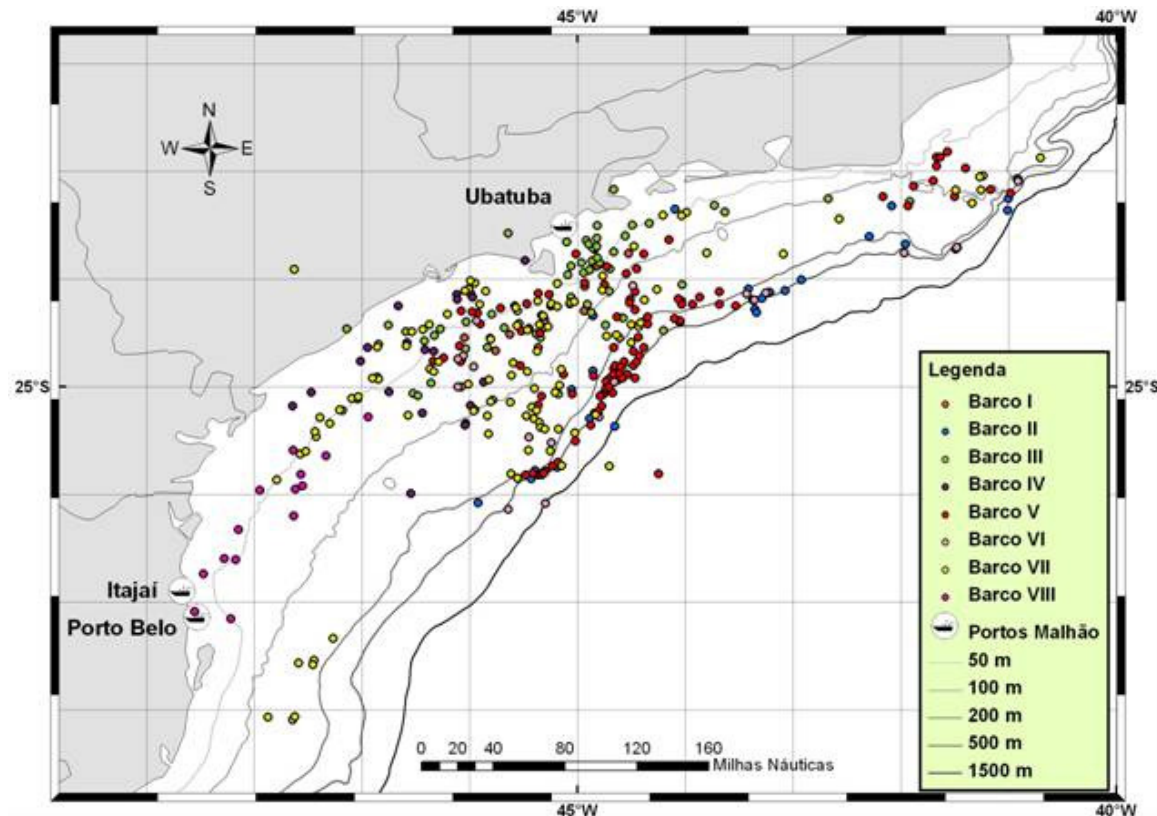 45°W
40°W
N
W
E
S
Ubatuba
25°S
25°S
Legenda
Barco I
Barco II
Barco III
Barco IV
Barco V
Barco VI
Barco VII
Barco VIII
Portos Malhão
50 m
100 m
200 m
500 m
1500 m
Itajaí
Porto Belo
0 20 40 80 120 160
Milhas Náuticas
45°W
40°W